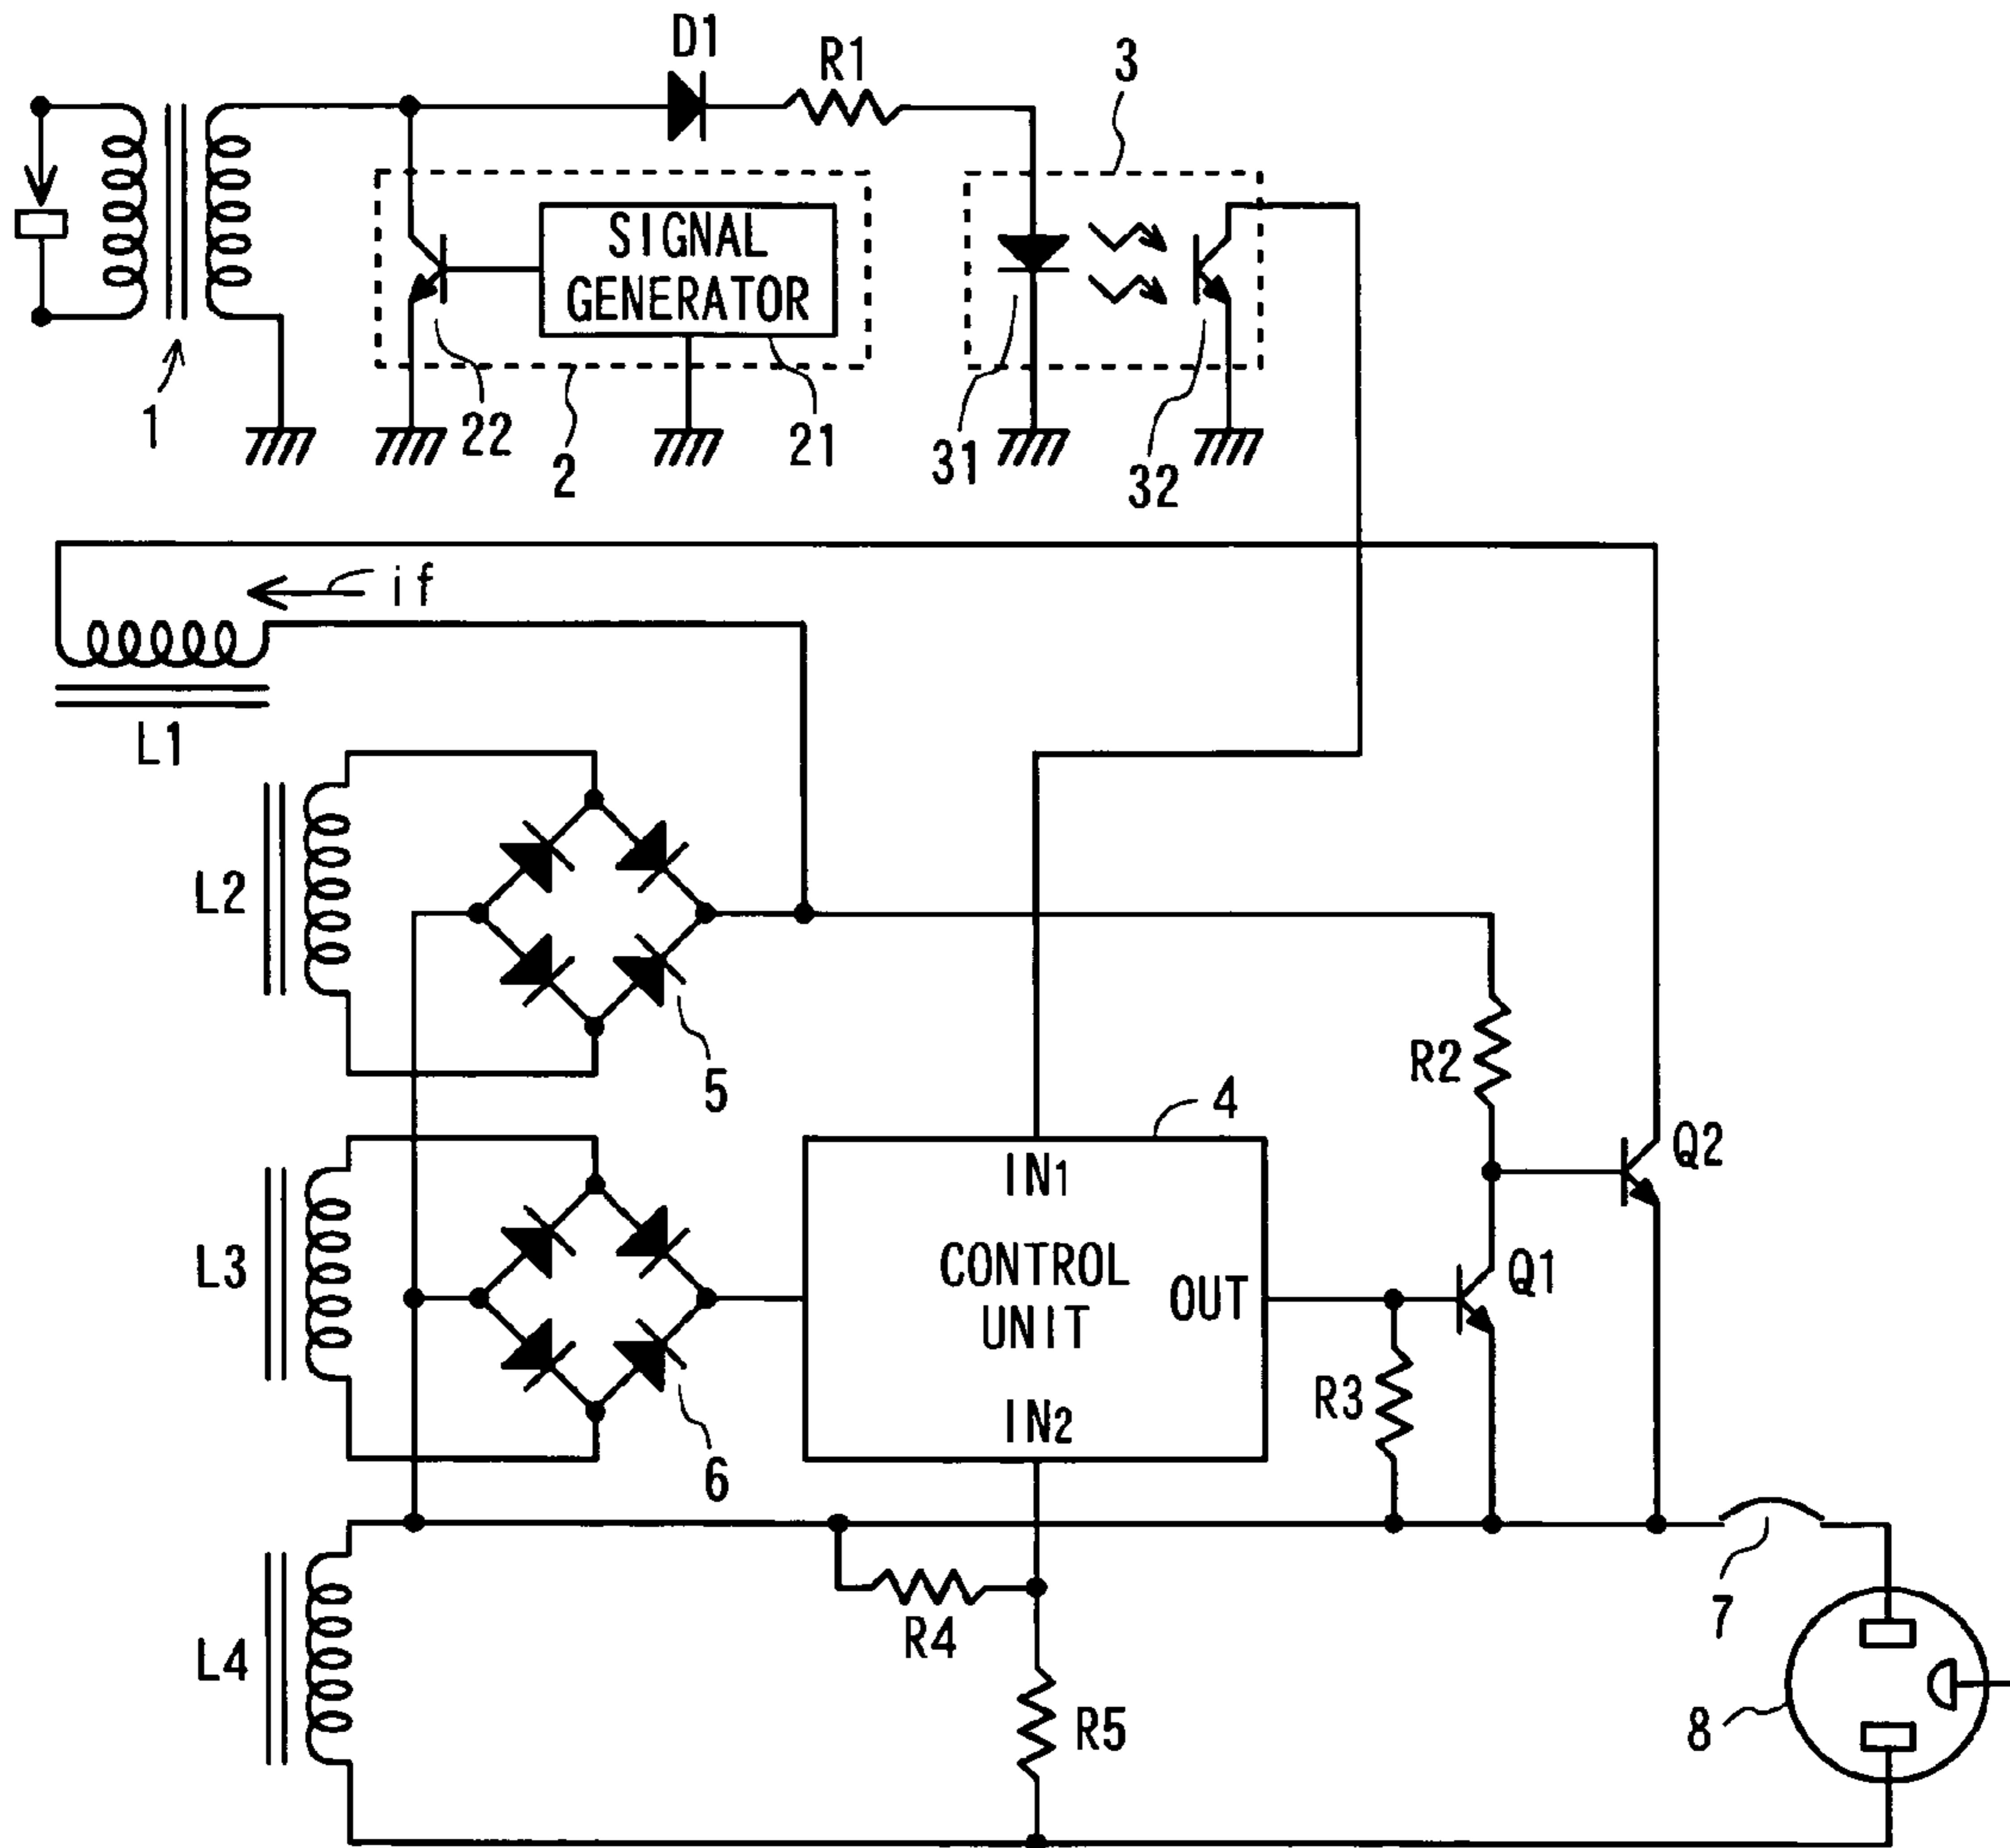 D1
R1
3
SIGNAL
GENERATOR
1
22
2
21
31
32
if
L1
L2
5
R2
4
IN1
Q2
L3
CONTROL
UNIT
OUT
Q1
R3
IN2
6
R4
7
L4
R5
8